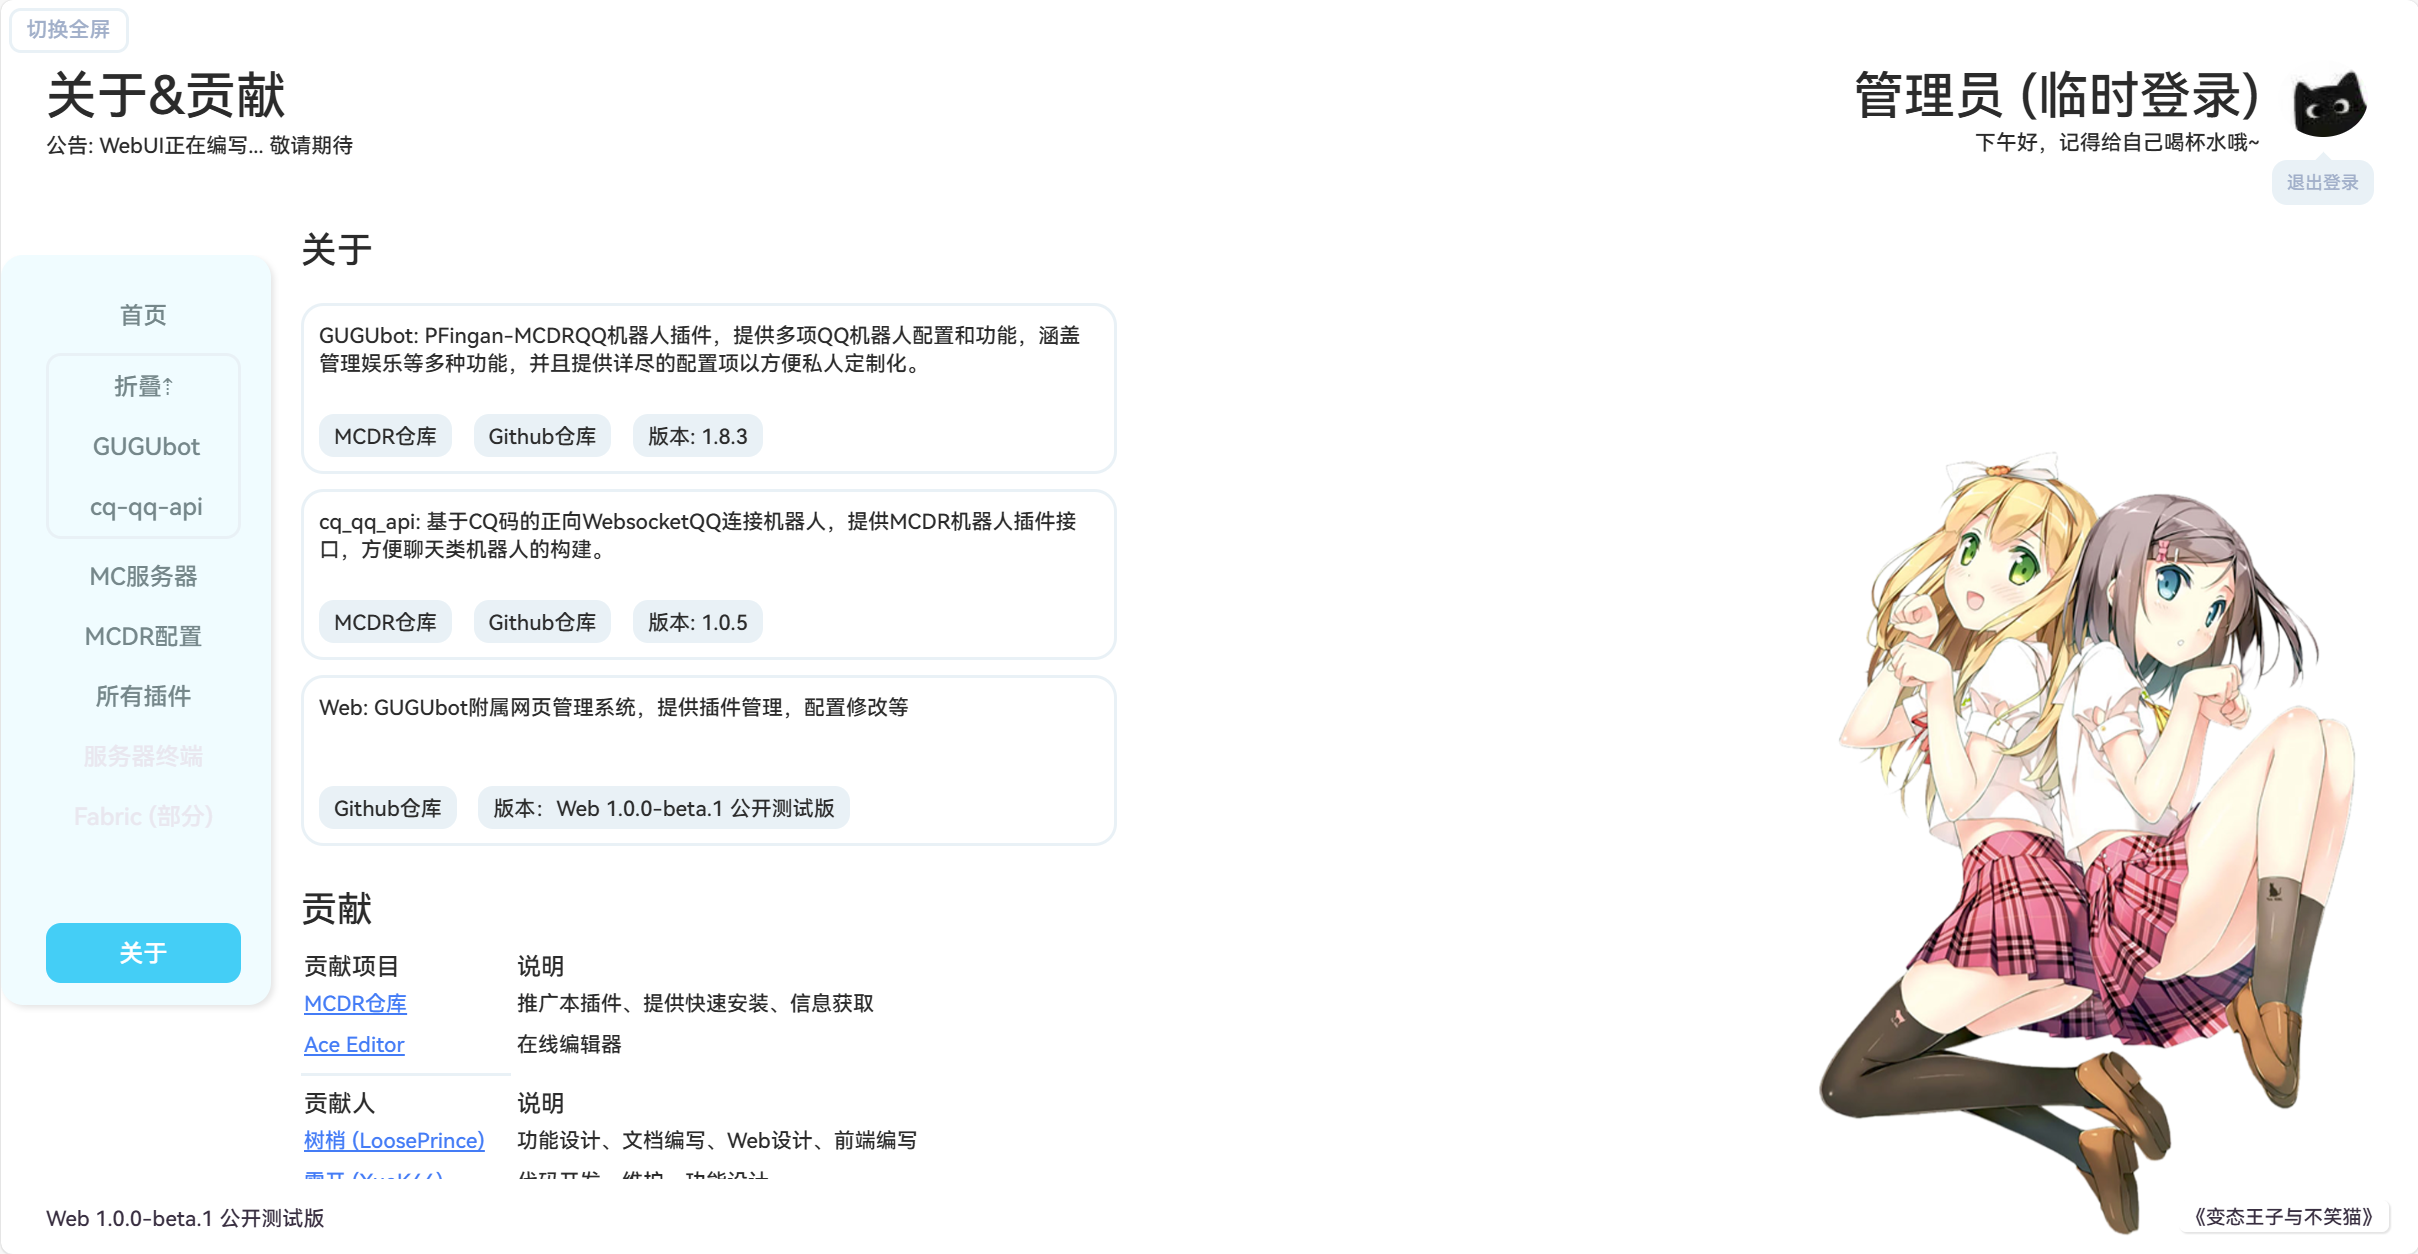 切换全屏
关于&贡献
公告: WebUI正在编写... 敬请期待
管理员 (临时登录)
下午好，记得给自己喝杯水哦~
退出登录
首页
折叠⇡
GUGUbot
cq-qq-api
MC服务器
MCDR配置
所有插件
服务器终端
Fabric (部分)
关于
关于
GUGUbot: PFingan-MCDRQQ机器人插件，提供多项QQ机器人配置和功能，涵盖
管理娱乐等多种功能，并且提供详尽的配置项以方便私人定制化。
MCDR仓库 Github仓库 版本: 1.8.3
cq_qq_api: 基于CQ码的正向WebsocketQQ连接机器人，提供MCDR机器人插件接
口，方便聊天类机器人的构建。
MCDR仓库 Github仓库 版本: 1.0.5
Web: GUGUbot附属网页管理系统，提供插件管理，配置修改等
Github仓库 版本：Web 1.0.0-beta.1 公开测试版
贡献
贡献项目 说明
MCDR仓库 推广本插件、提供快速安装、信息获取
Ace Editor 在线编辑器
贡献人 说明
树梢 (LoosePrince) 功能设计、文档编写、Web设计、前端编写
代码开发、维护、功能设计
Web 1.0.0-beta.1 公开测试版
《变态王子与不笑猫》